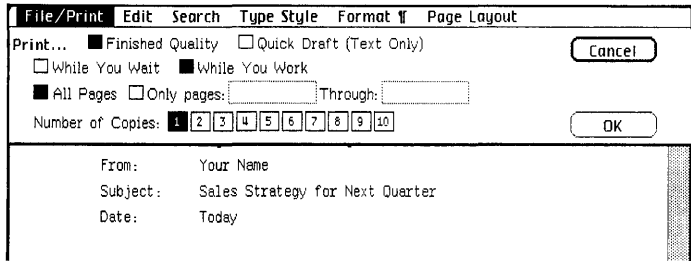 File/Print Edit Search Type Style Format ¶ Page Layout
Print... Finished Quality Quick Draft (Text Only) Cancel
While You Wait While You Work
All Pages Only pages: Through:
Number of Copies: 1 2 3 4 5 6 7 8 9 10 OK
From: Your Name
Subject: Sales Strategy for Next Quarter
Date: Today